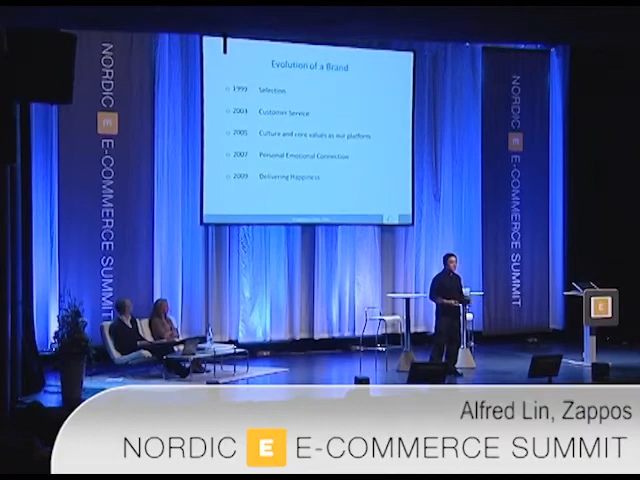 NORDIC E E-COMMERCE SUMMIT
Evolution of a Brand
1999 Selection
2003 Customer Service
2005 Culture and core values as our platform
2007 Personal Emotional Connection
2009 Delivering Happiness
NORDIC E E-COMMERCE SUMMIT
E
Alfred Lin, Zappos
NORDIC E E-COMMERCE SUMMIT